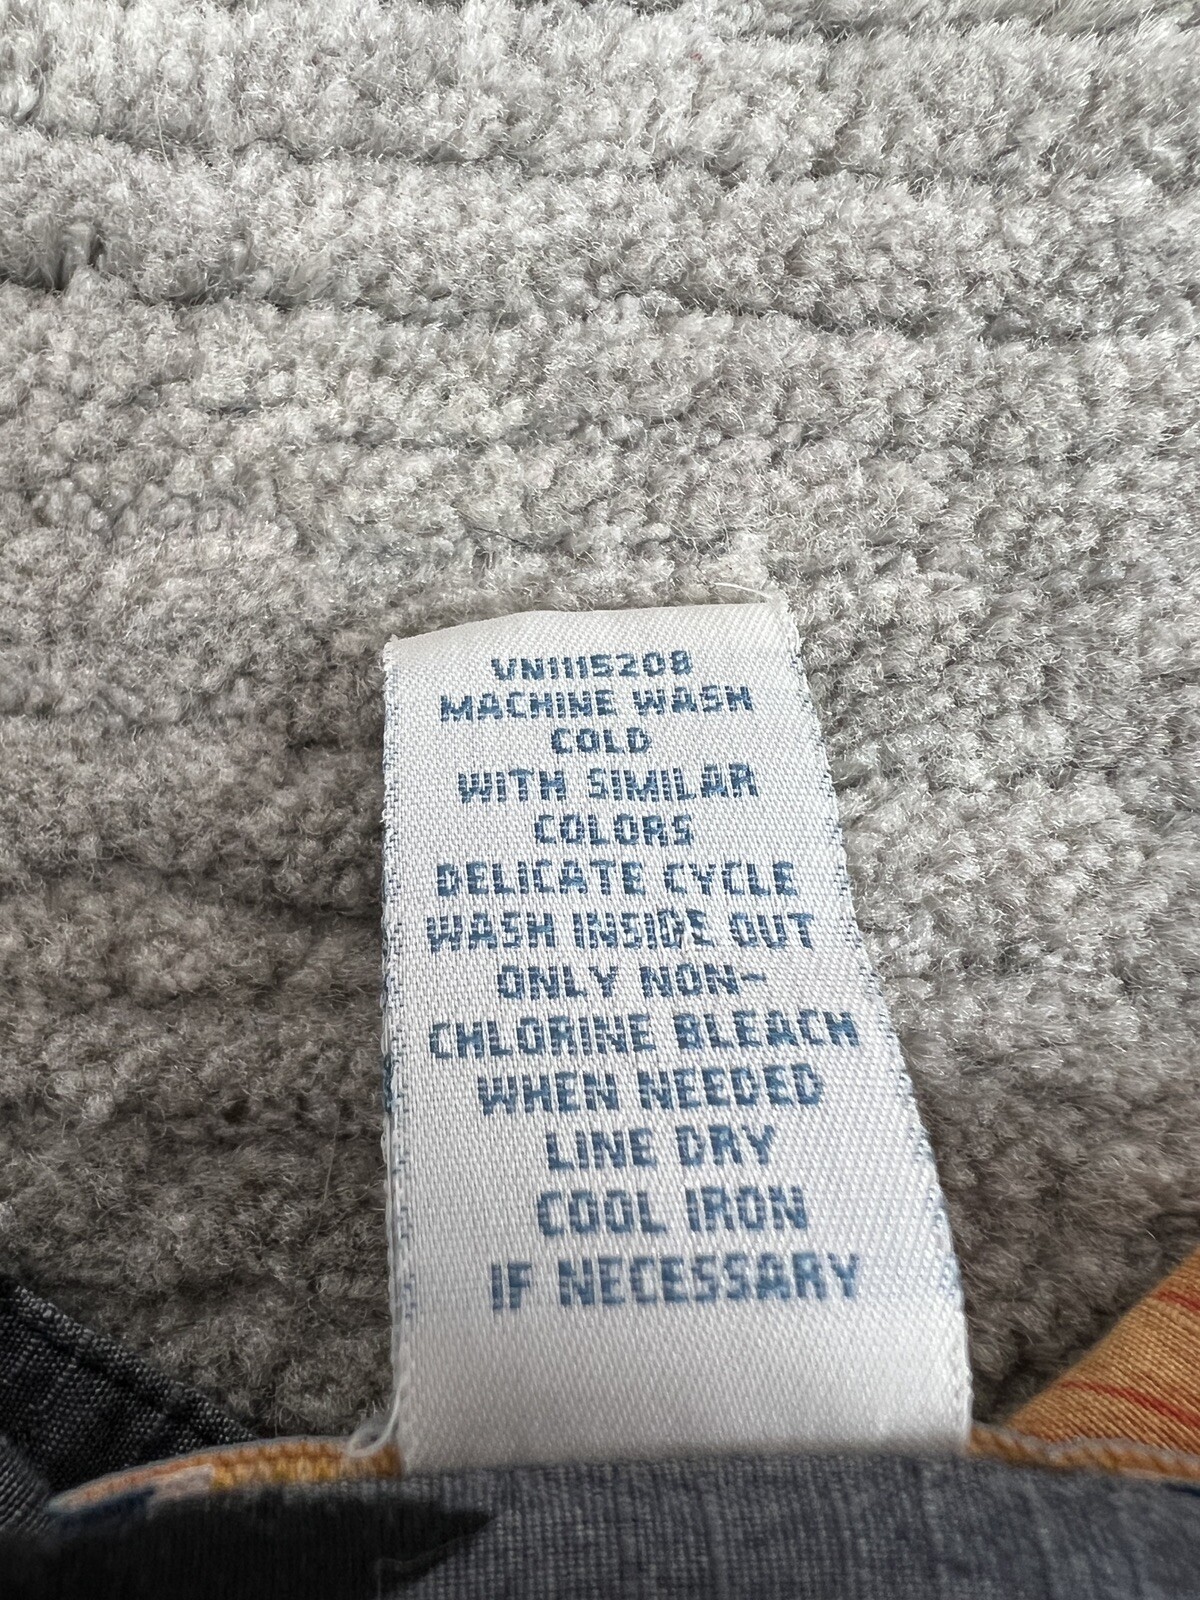 VN1115208
MACHINE WASH
COLD
WITH SIMILAR
COLORS
DELICATE CYCLE
WASH INSIDE OUT
ONLY NON-
CHLORINE BLEACH
WHEN NEEDED
LINE DRY
COOL IRON
IF NECESSARY